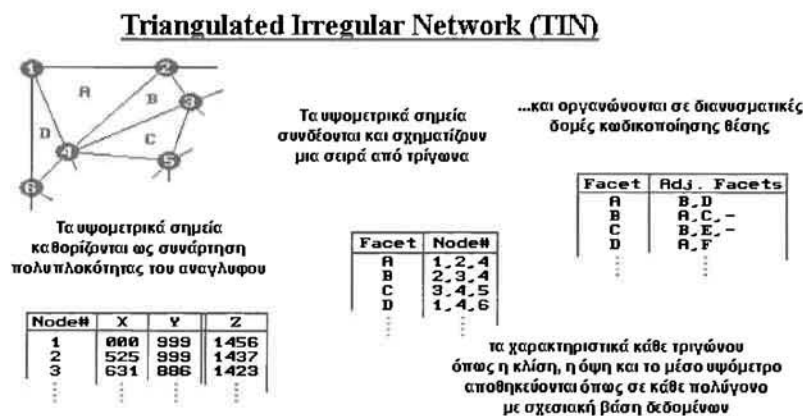 Triangulated Irregular Network (TIN)
1
2
A
B
3
C
D
4
5
6
Τα υψομετρικά σημεία
καθορίζονται ως συνάρτηση
πολυπλοκότητας του αναγλυφου
Node# X Y Z
1 000 999 1456
2 525 999 1437
3 631 886 1423
Τα υψομετρικά σημεία
συνδέονται και σχηματίζουν
μια σειρά από τρίγωνα
Facet Node#
A 1,2,4
B 2,3,4
C 3,4,5
D 1,4,6
...και οργανώνονται σε διανυσματικές
δομές κωδικοποίησης θέσης
Facet Adj. Facets
A B,D
B A,C,-
C B,E,-
D A,F
τα χαρακτηριστικά κάθε τριγώνου
όπως η κλίση, η όψη και το μέσο υψόμετρο
αποθηκεύονται όπως σε κάθε πολύγονο
με σχεσιακή βάση δεδομένων